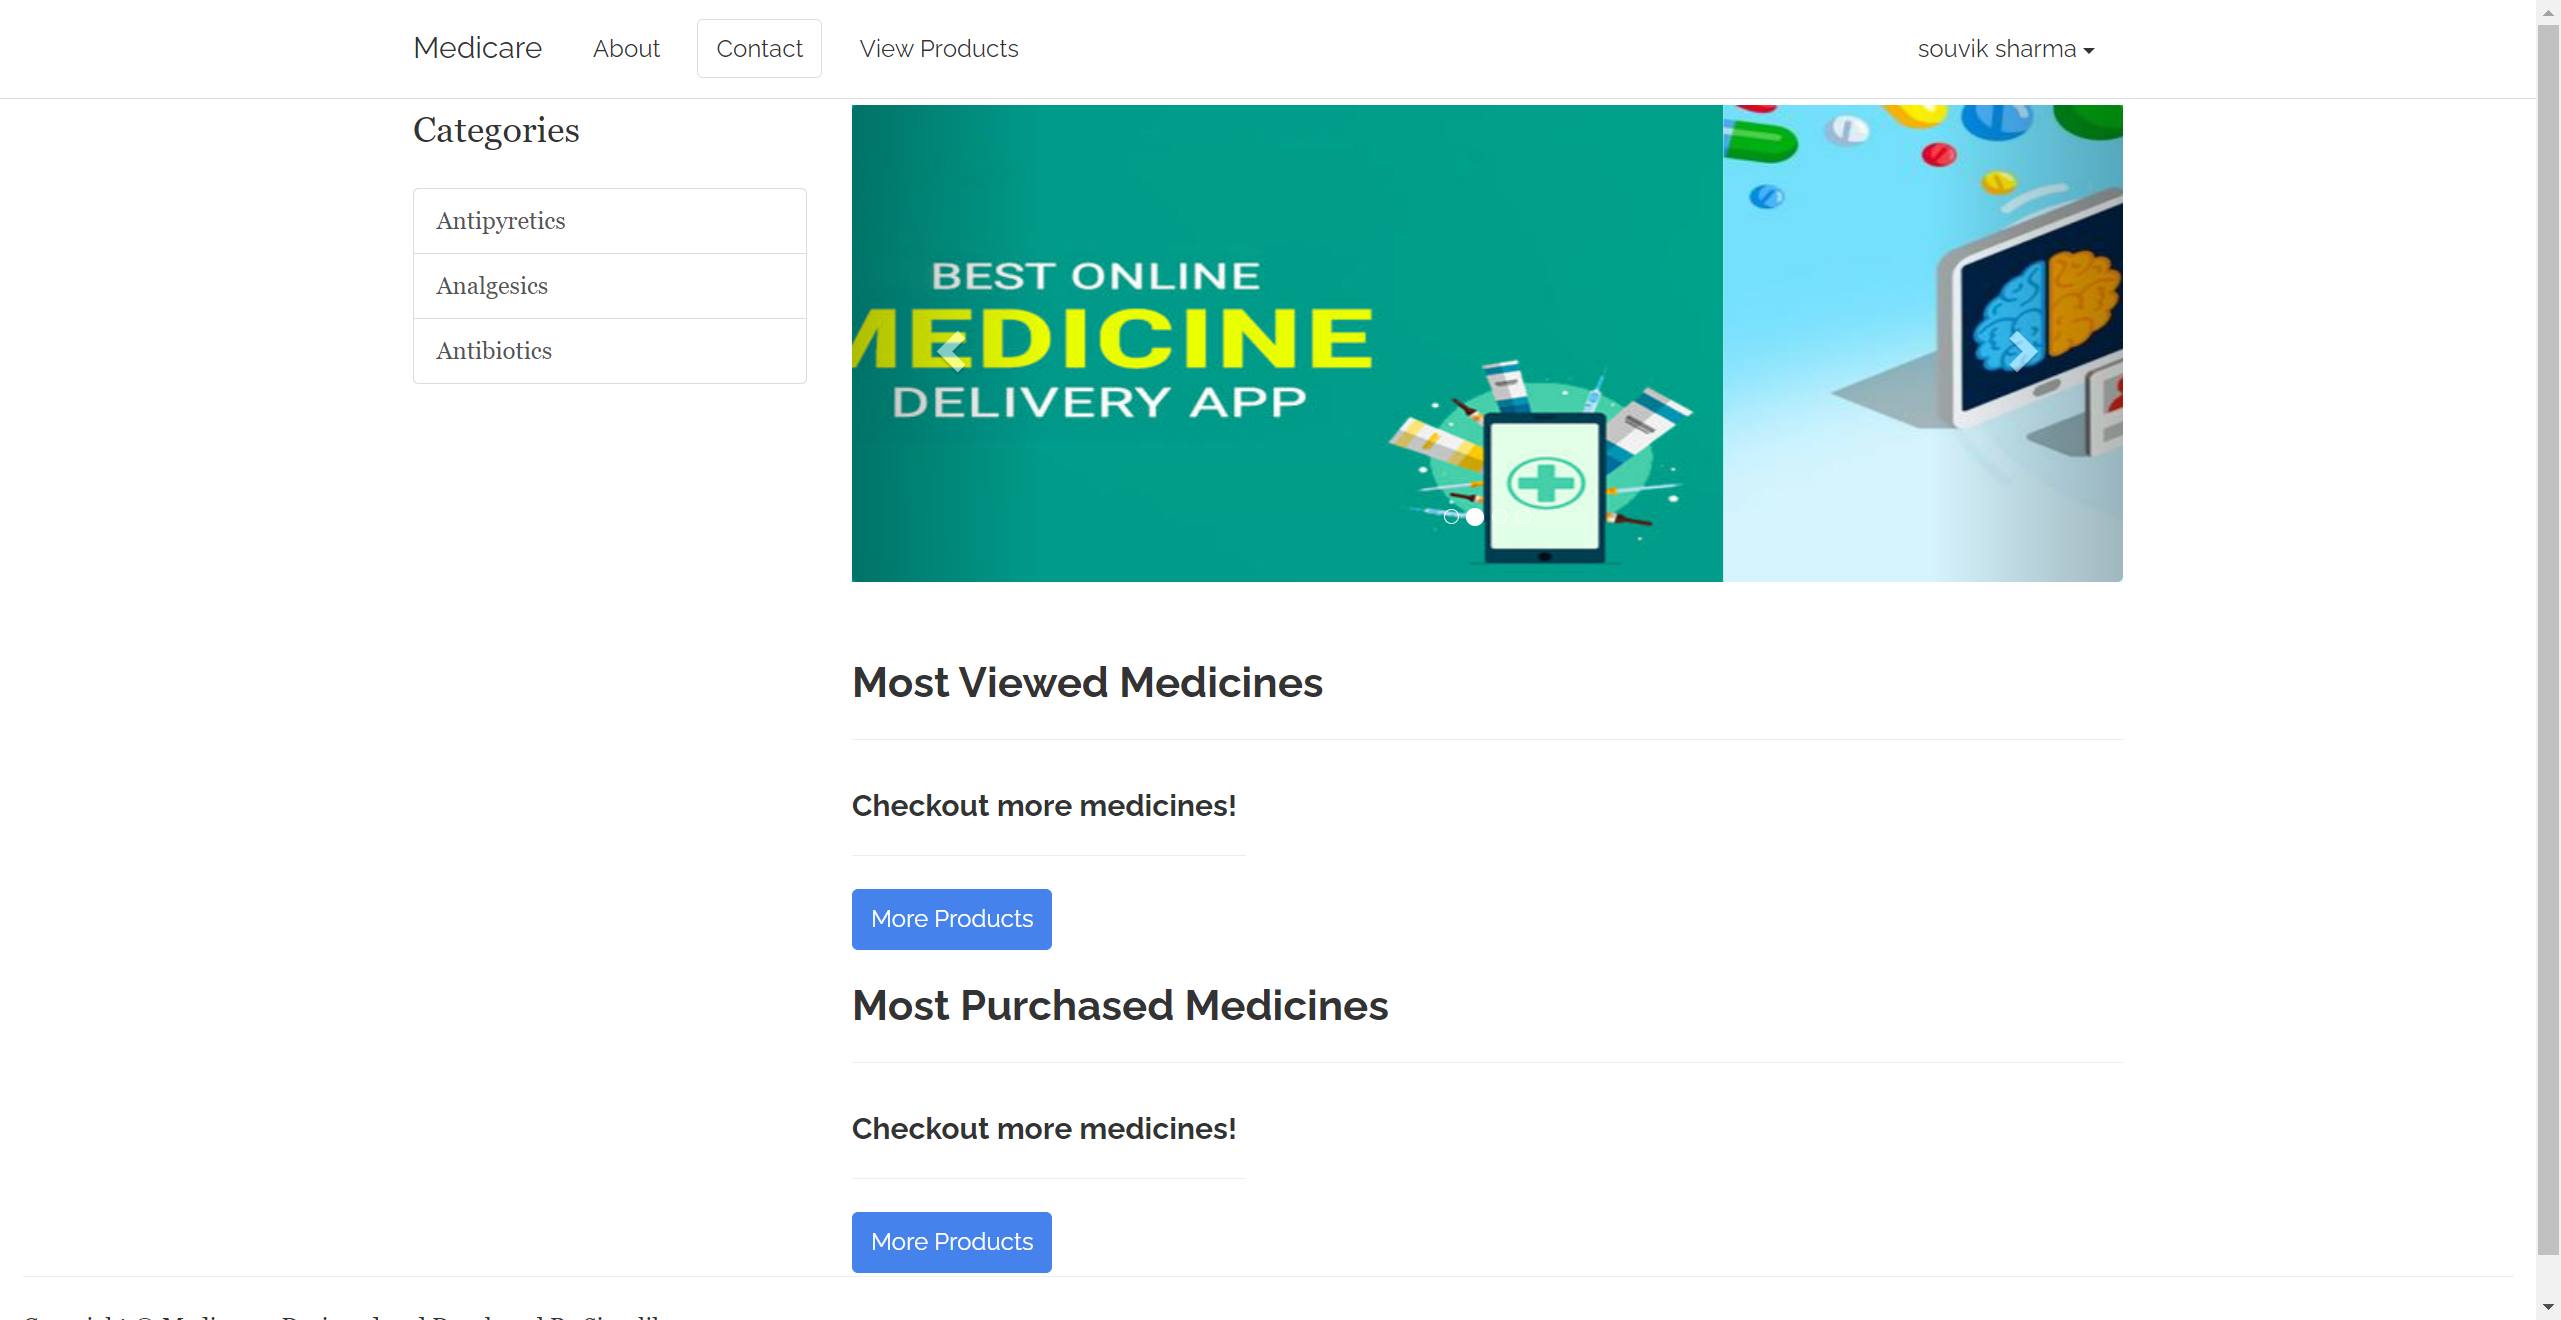 Medicare About Contact View Products souvik sharma
Categories
Antipyretics
Analgesics
Antibiotics
BEST ONLINE
MEDICINE
DELIVERY APP
Most Viewed Medicines
Checkout more medicines!
More Products
Most Purchased Medicines
Checkout more medicines!
More Products